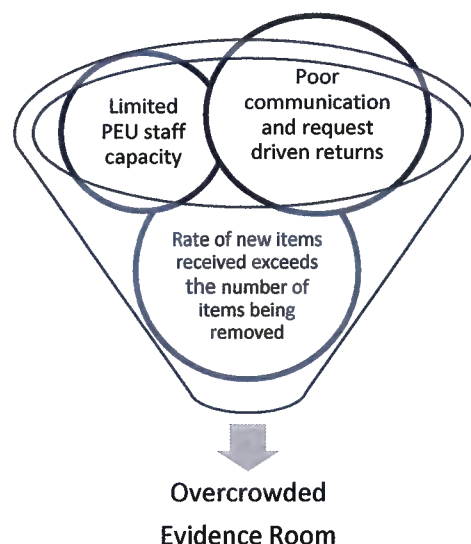 Limited
PEU staff
capacity
Poor
communication
and request
driven returns
Rate of new items
received exceeds
the number of
items being
removed
Overcrowded
Evidence Room